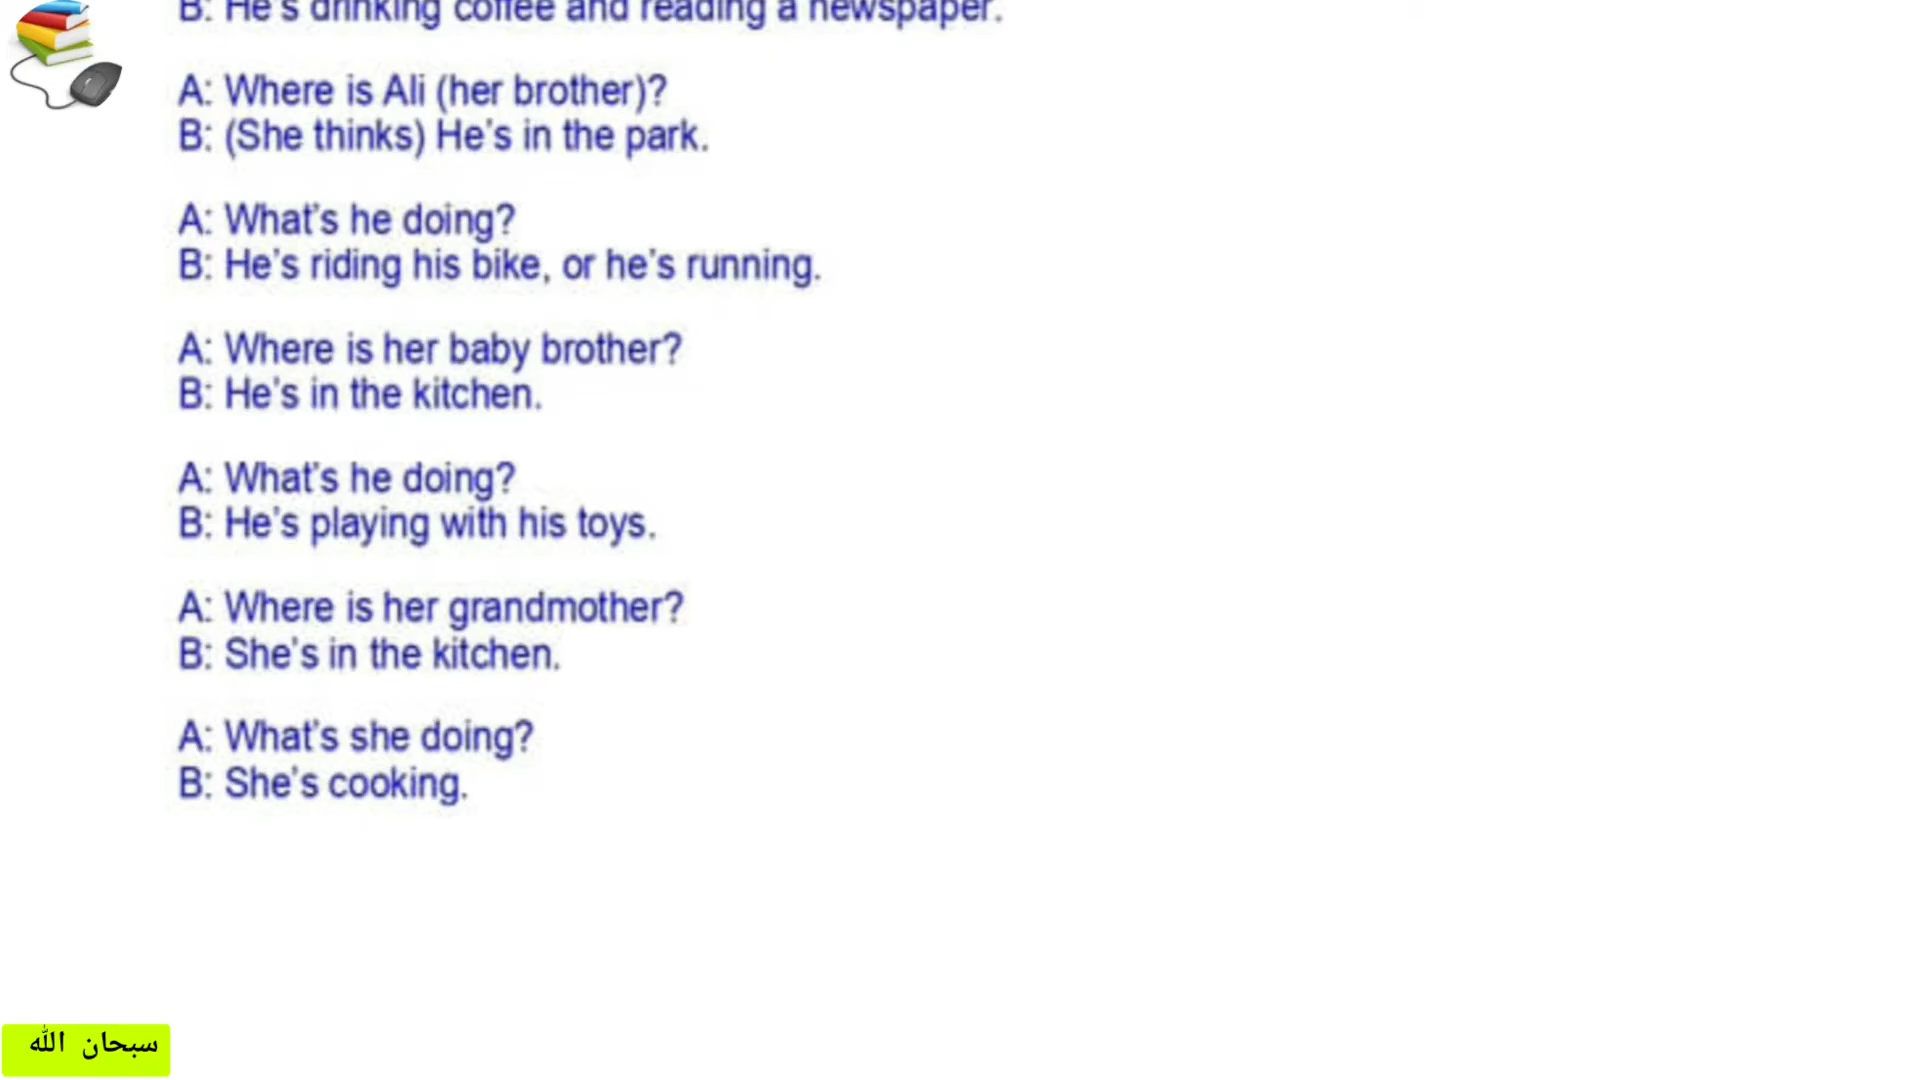 B: He's drinking coffee and reading a newspaper.
A: Where is Ali (her brother)?
B: (She thinks) He's in the park.
A: What's he doing?
B: He's riding his bike, or he's running.
A: Where is her baby brother?
B: He's in the kitchen.
A: What's he doing?
B: He's playing with his toys.
A: Where is her grandmother?
B: She's in the kitchen.
A: What's she doing?
B: She's cooking.
سبحان الله